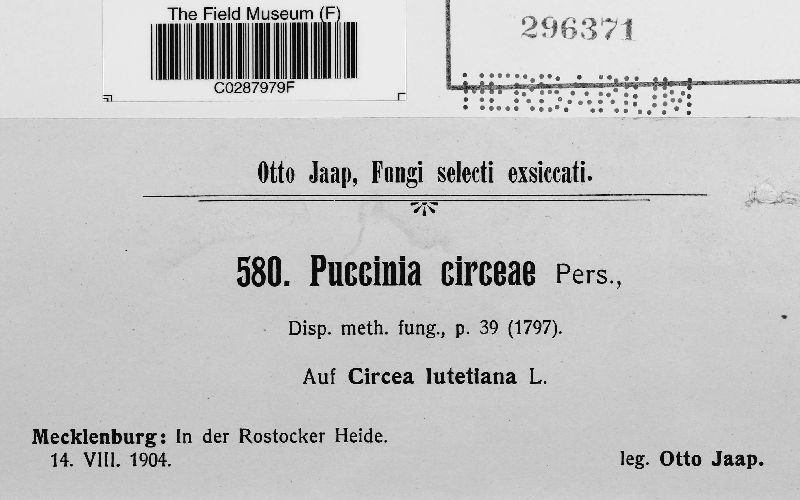 The Field Museum (F)
C0287979F
296371
HERBARIUM
Otto Jaap, Fungi selecti exsiccati.
580. Puccinia circeae Pers.,
Disp. meth. fung., p. 39 (1797).
Auf Circea lutetiana L.
Mecklenburg: In der Rostocker Heide.
14. VIII. 1904.
leg. Otto Jaap.